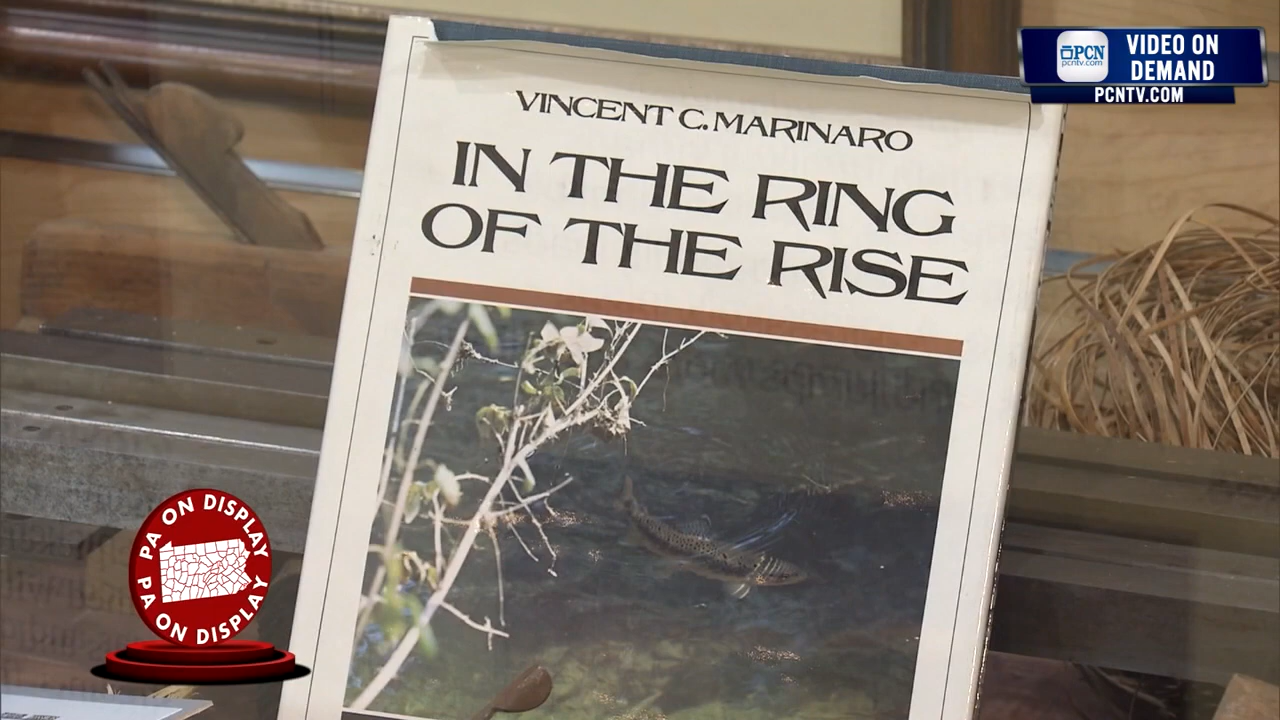 VINCENT C. MARINARO
IN THE RING
OF THE RISE
PCN
pcntv.com
VIDEO ON
DEMAND
PCNTV.COM
PA ON DISPLAY
PA ON DISPLAY